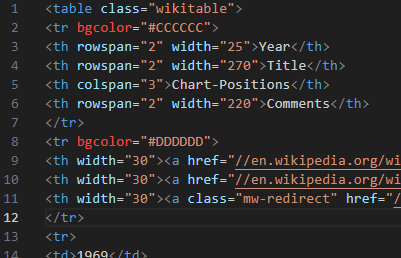 1 <table class="wikitable">
2 <tr bgcolor="#CCCCCC">
3 <th rowspan="2" width="25">Year</th>
4 <th rowspan="2" width="270">Title</th>
5 <th colspan="3">Chart-Positions</th>
6 <th rowspan="2" width="220">Comments</th>
7 </tr>
8 <tr bgcolor="#DDDDDD">
9 <th width="30"><a href="//en.wikipedia.org/wi
10 <th width="30"><a href="//en.wikipedia.org/wi
11 <th width="30"><a class="mw-redirect" href="/
12 </tr>
13 <tr>
14 <td>1969</td>